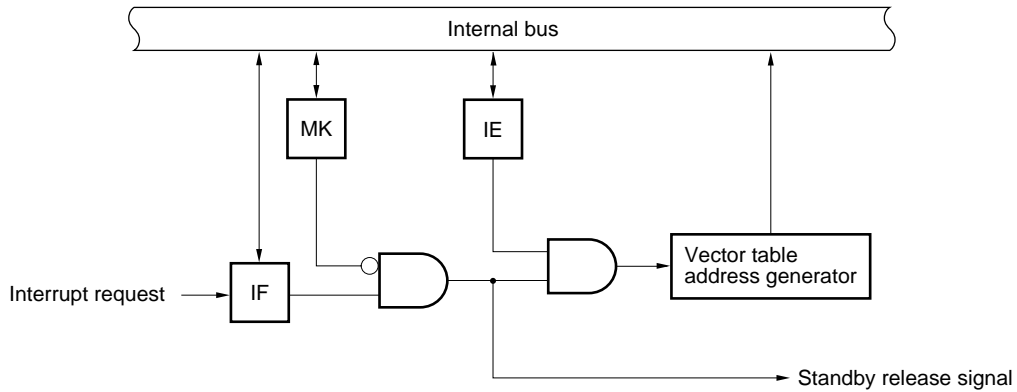 Internal bus
MK
IE
Vector table
address generator
Interrupt request
IF
Standby release signal